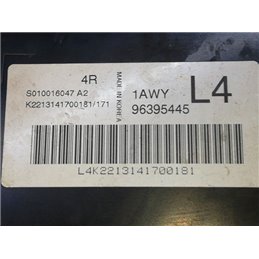 4R
S010016047 A2
K2213141700181/171
MADE IN KOREA
1AWY
96395445
L4
L4K2213141700181